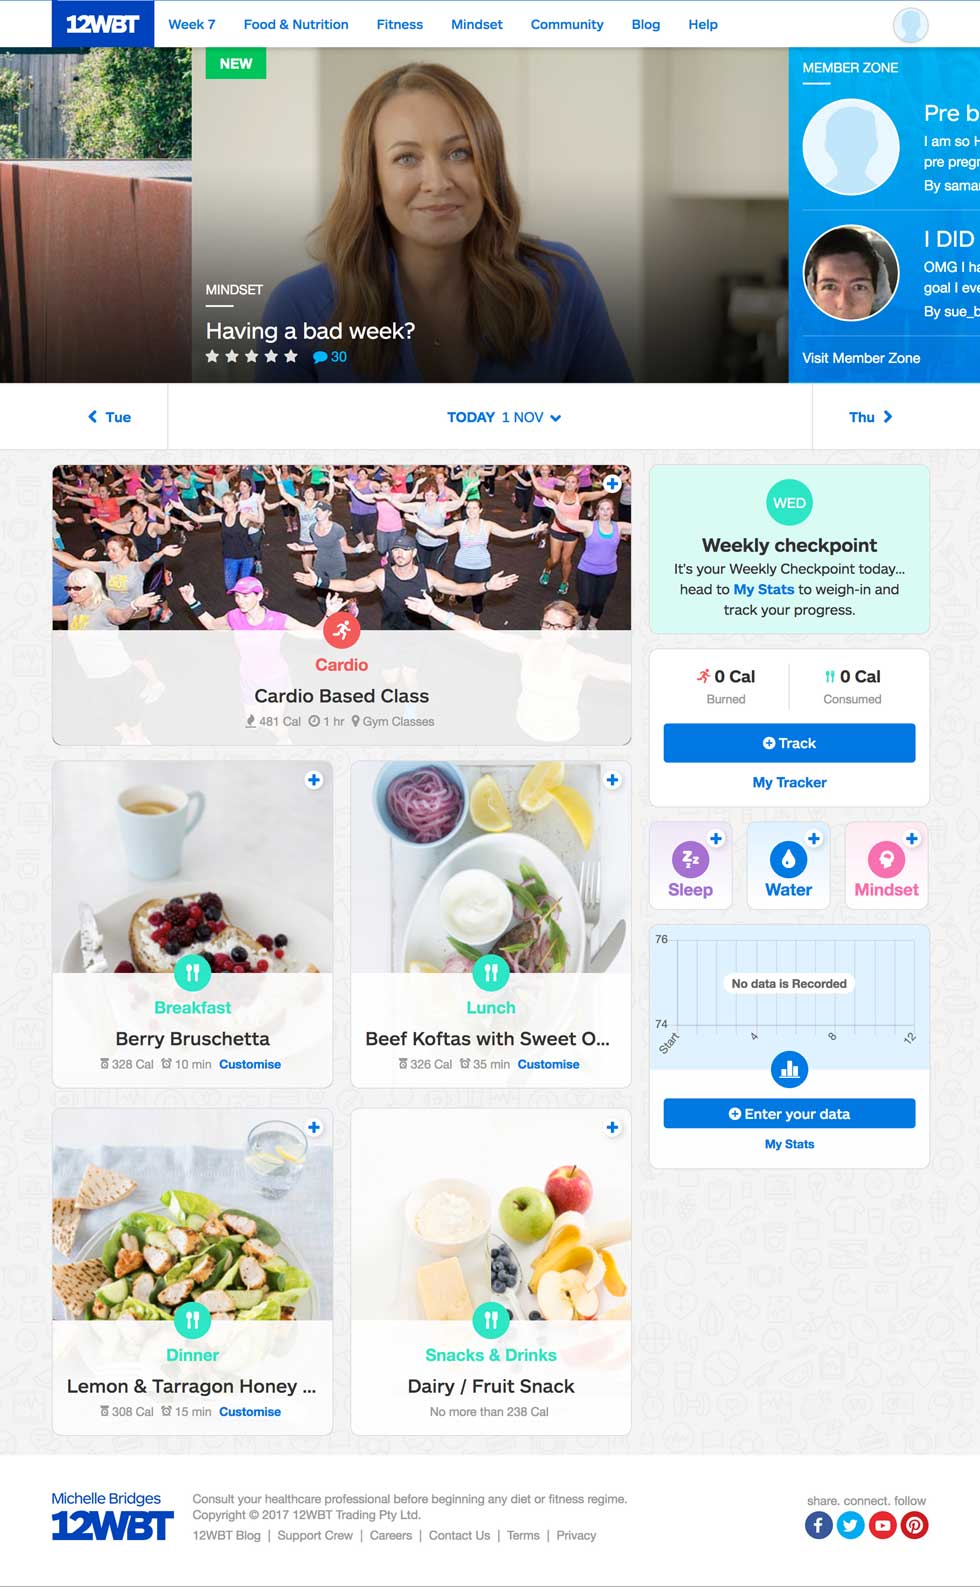 12WBT
Week 7 Food & Nutrition Fitness Mindset Community Blog Help
NEW
MINDSET
Having a bad week?
30
MEMBER ZONE
Pre b
I am so H
pre pregn
By sama
I DID
OMG I ha
goal I eve
By sue_b
Visit Member Zone
Tue
TODAY 1 NOV
Thu
Cardio
Cardio Based Class
481 Cal 1 hr Gym Classes
WED
Weekly checkpoint
It's your Weekly Checkpoint today...
head to My Stats to weigh-in and
track your progress.
0 Cal
Burned
0 Cal
Consumed
Track
My Tracker
Breakfast
Berry Bruschetta
328 Cal 10 min Customise
Lunch
Beef Koftas with Sweet O...
326 Cal 35 min Customise
Sleep
Water
Mindset
76
No data is Recorded
74
Start 4 8 12
Enter your data
My Stats
Dinner
Lemon & Tarragon Honey ...
308 Cal 15 min Customise
Snacks & Drinks
Dairy / Fruit Snack
No more than 238 Cal
Michelle Bridges
12WBT
Consult your healthcare professional before beginning any diet or fitness regime.
Copyright © 2017 12WBT Trading Pty Ltd.
12WBT Blog | Support Crew | Careers | Contact Us | Terms | Privacy
share. connect. follow